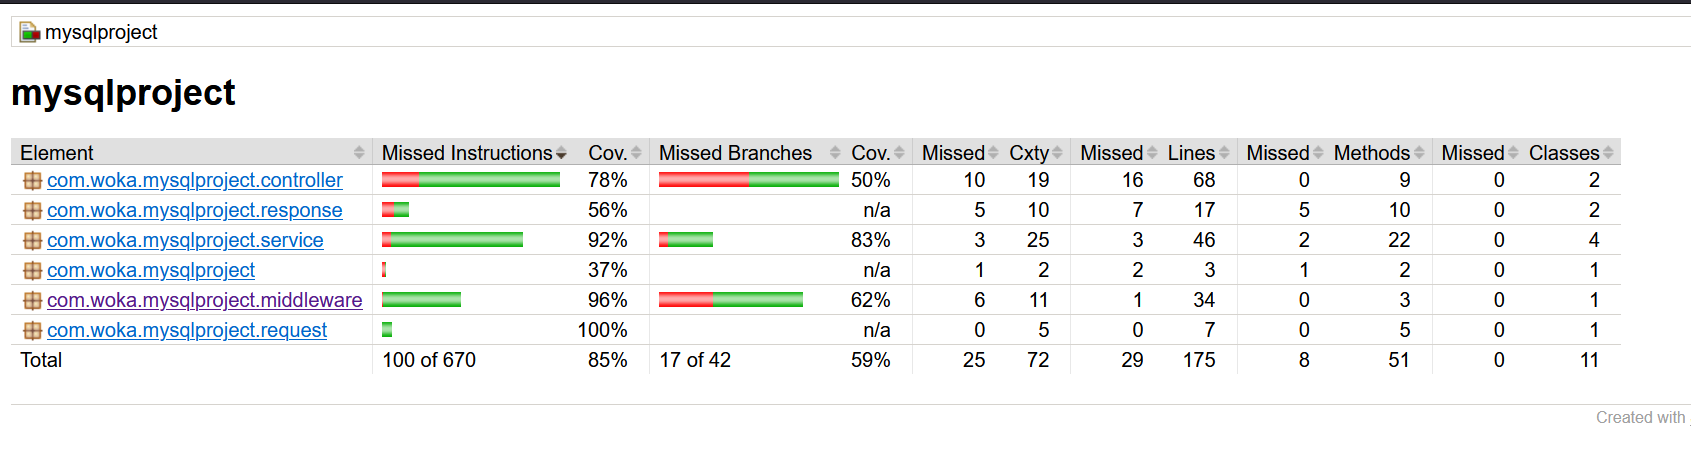 mysqlproject
mysqlproject
Element Missed Instructions Cov. Missed Branches Cov. Missed Cxty Missed Lines Missed Methods Missed Classes
com.woka.mysqlproject.controller 78% 50% 10 19 16 68 0 9 0 2
com.woka.mysqlproject.response 56% n/a 5 10 7 17 5 10 0 2
com.woka.mysqlproject.service 92% 83% 3 25 3 46 2 22 0 4
com.woka.mysqlproject 37% n/a 1 2 2 3 1 2 0 1
com.woka.mysqlproject.middleware 96% 62% 6 11 1 34 0 3 0 1
com.woka.mysqlproject.request 100% n/a 0 5 0 7 0 5 0 1
Total 100 of 670 85% 17 of 42 59% 25 72 29 175 8 51 0 11
Created with